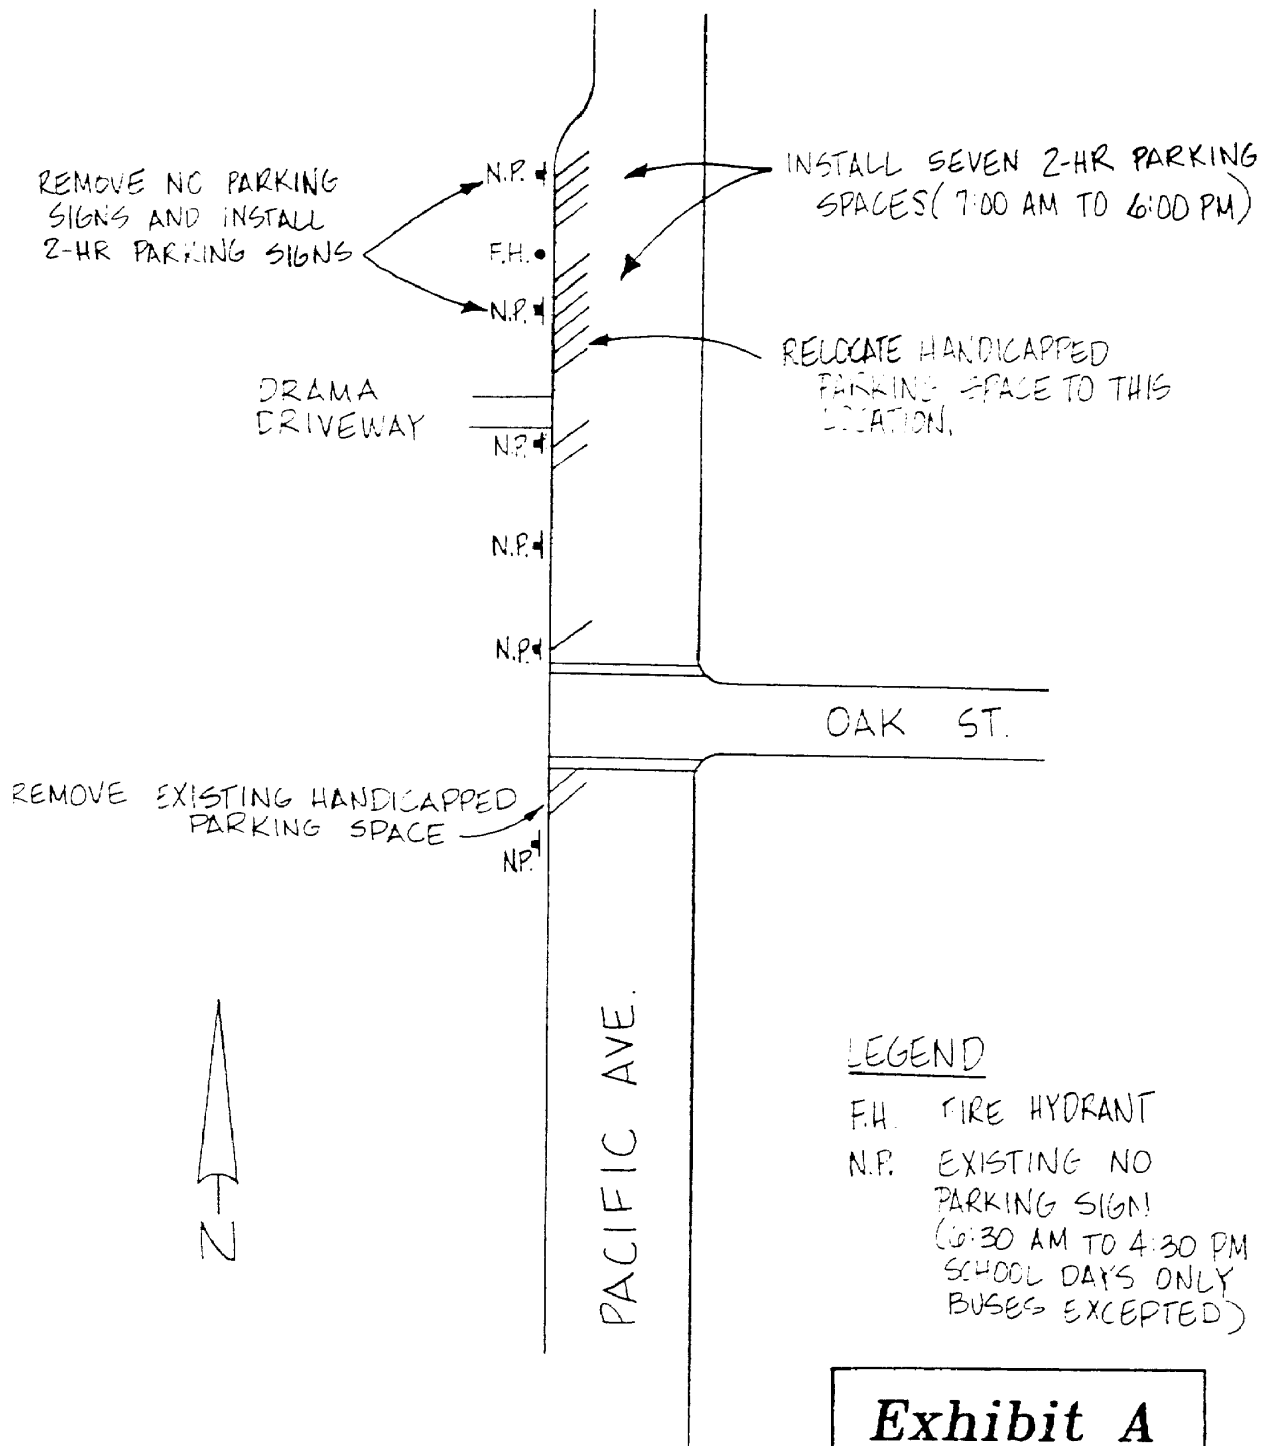 REMOVE NC PARKING
SIGNS AND INSTALL
2-HR PARKING SIGNS
N.P.
F.H.
N.P.
INSTALL SEVEN 2-HR PARKING
SPACES (7:00 AM TO 6:00 PM)
RELOCATE HANDICAPPED
PARKING SPACE TO THIS
LOCATION.
DRAMA
DRIVEWAY
N.P.
N.P.
N.P.
OAK ST.
REMOVE EXISTING HANDICAPPED
PARKING SPACE
NP.
PACIFIC AVE.
N
LEGEND
F.H. FIRE HYDRANT
N.P. EXISTING NO
PARKING SIGN
(6:30 AM TO 4:30 PM
SCHOOL DAYS ONLY
BUSES EXCEPTED)
Exhibit A